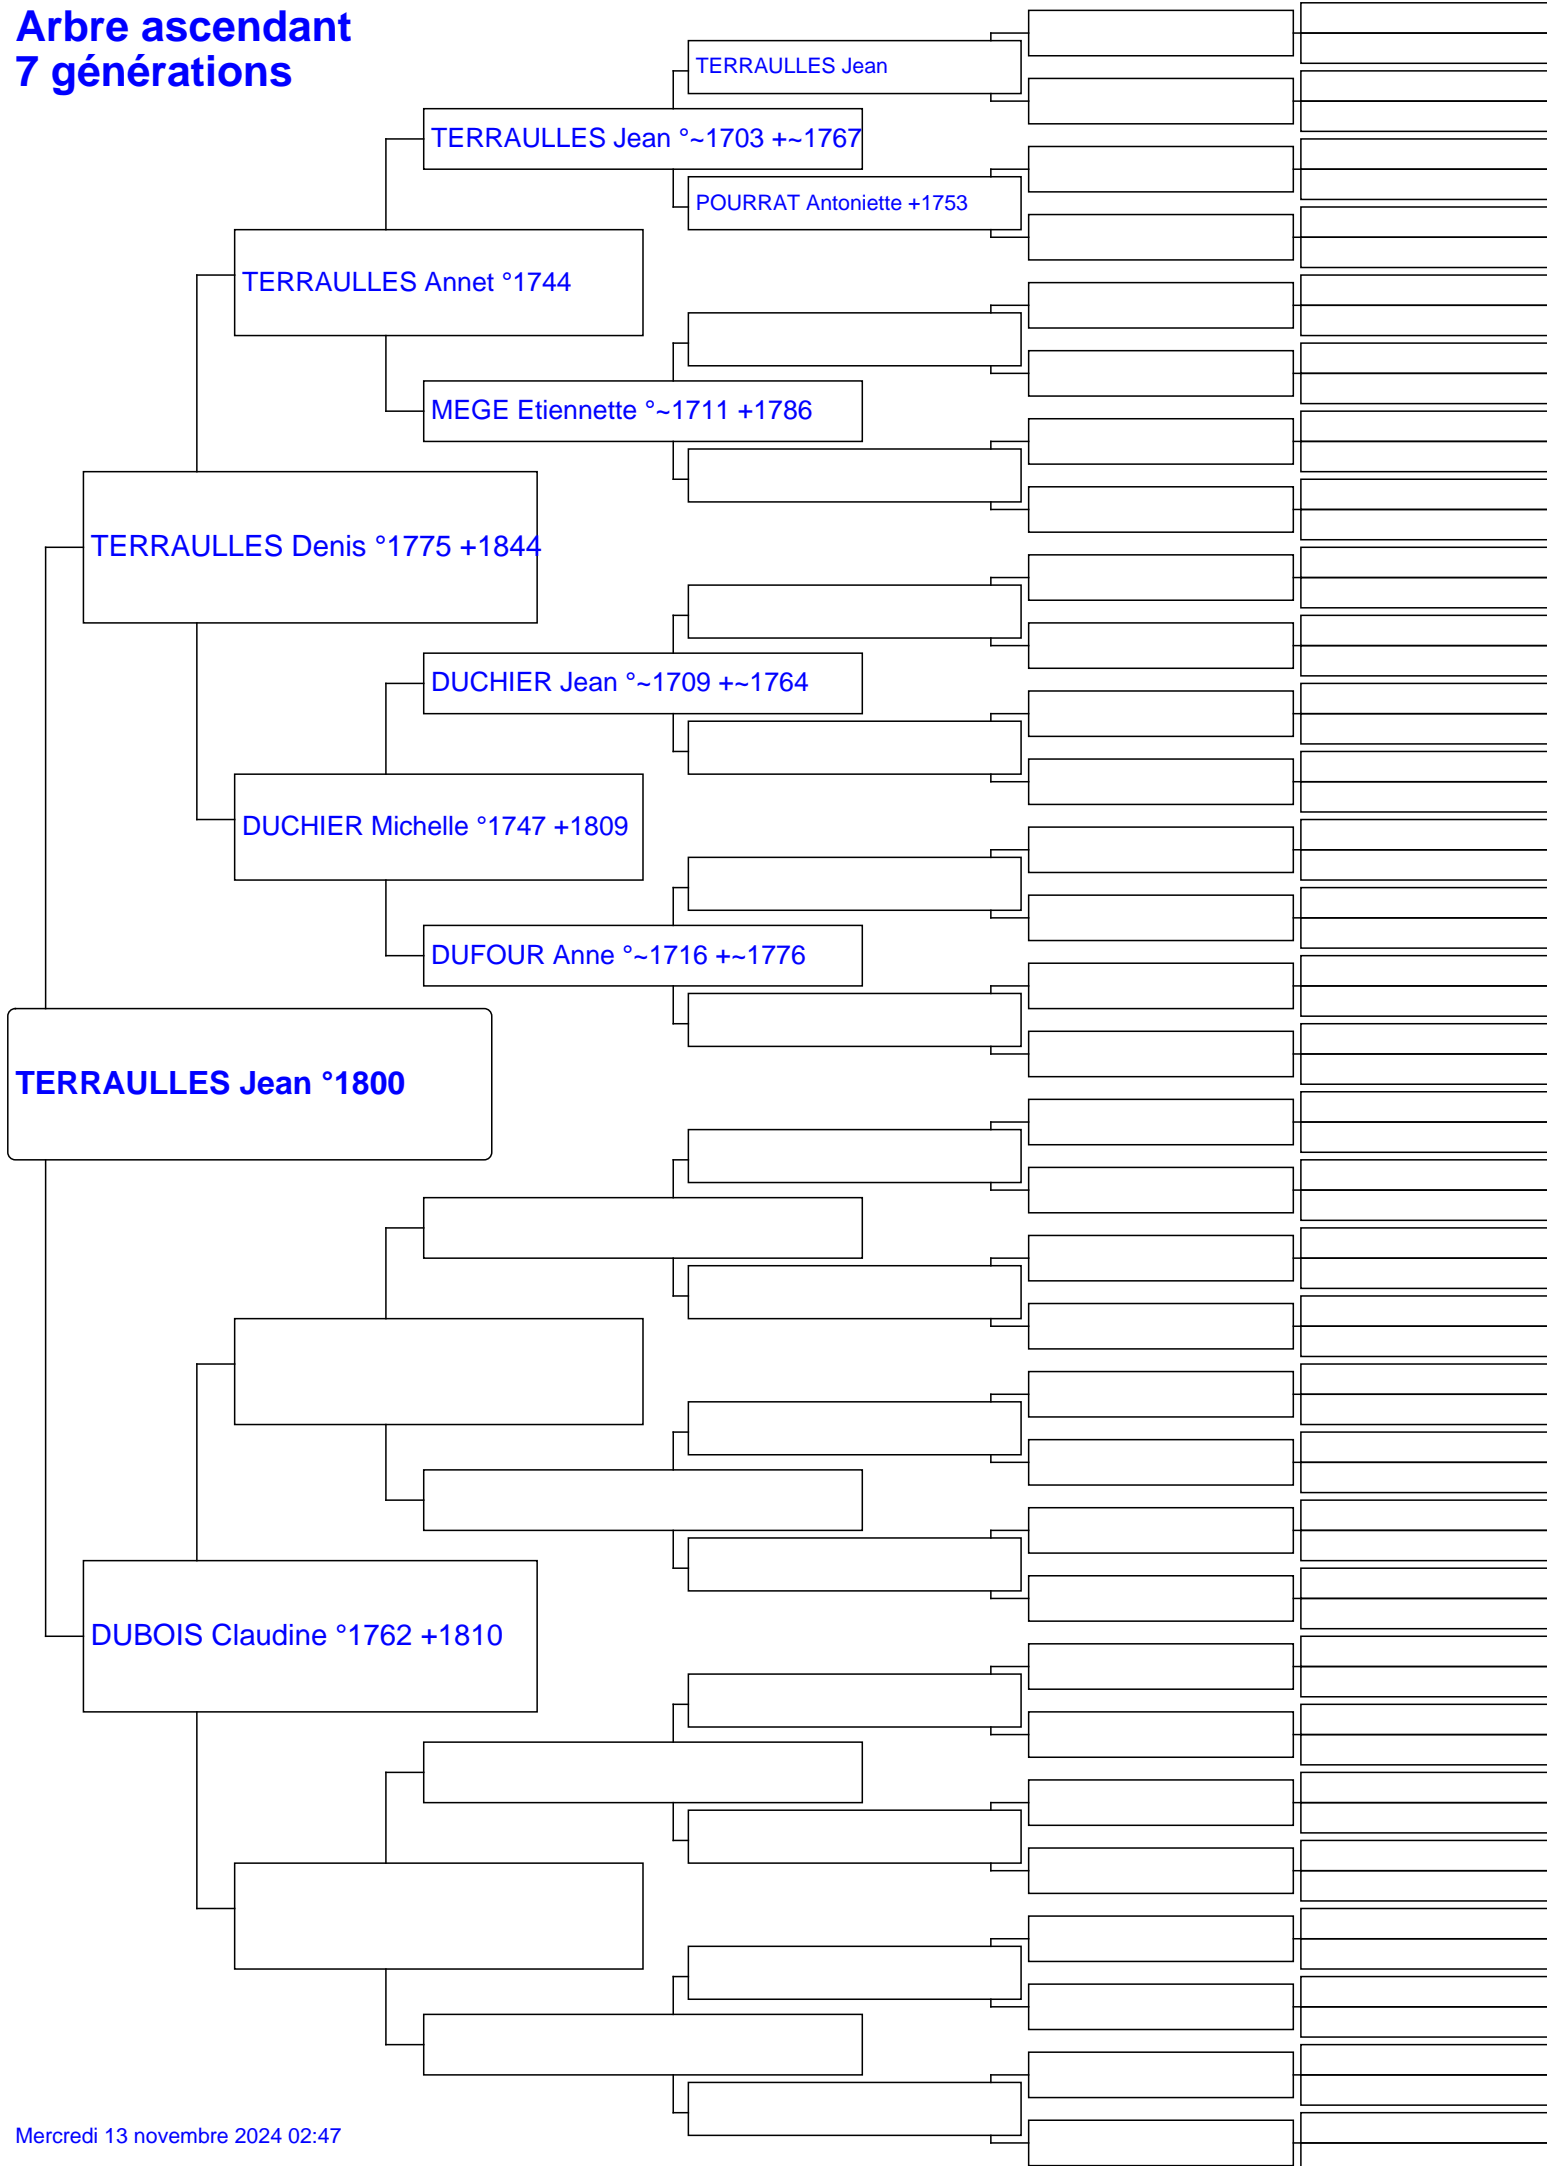 Arbre ascendant
7 générations
TERRAULLES Jean
TERRAULLES Jean °~1703 +~1767
POURRAT Antoniette +1753
TERRAULLES Annet °1744
MEGE Etiennette °~1711 +1786
TERRAULLES Denis °1775 +1844
DUCHIER Jean °~1709 +~1764
DUCHIER Michelle °1747 +1809
DUFOUR Anne °~1716 +~1776
TERRAULLES Jean °1800
DUBOIS Claudine °1762 +1810
Mercredi 13 novembre 2024 02:47